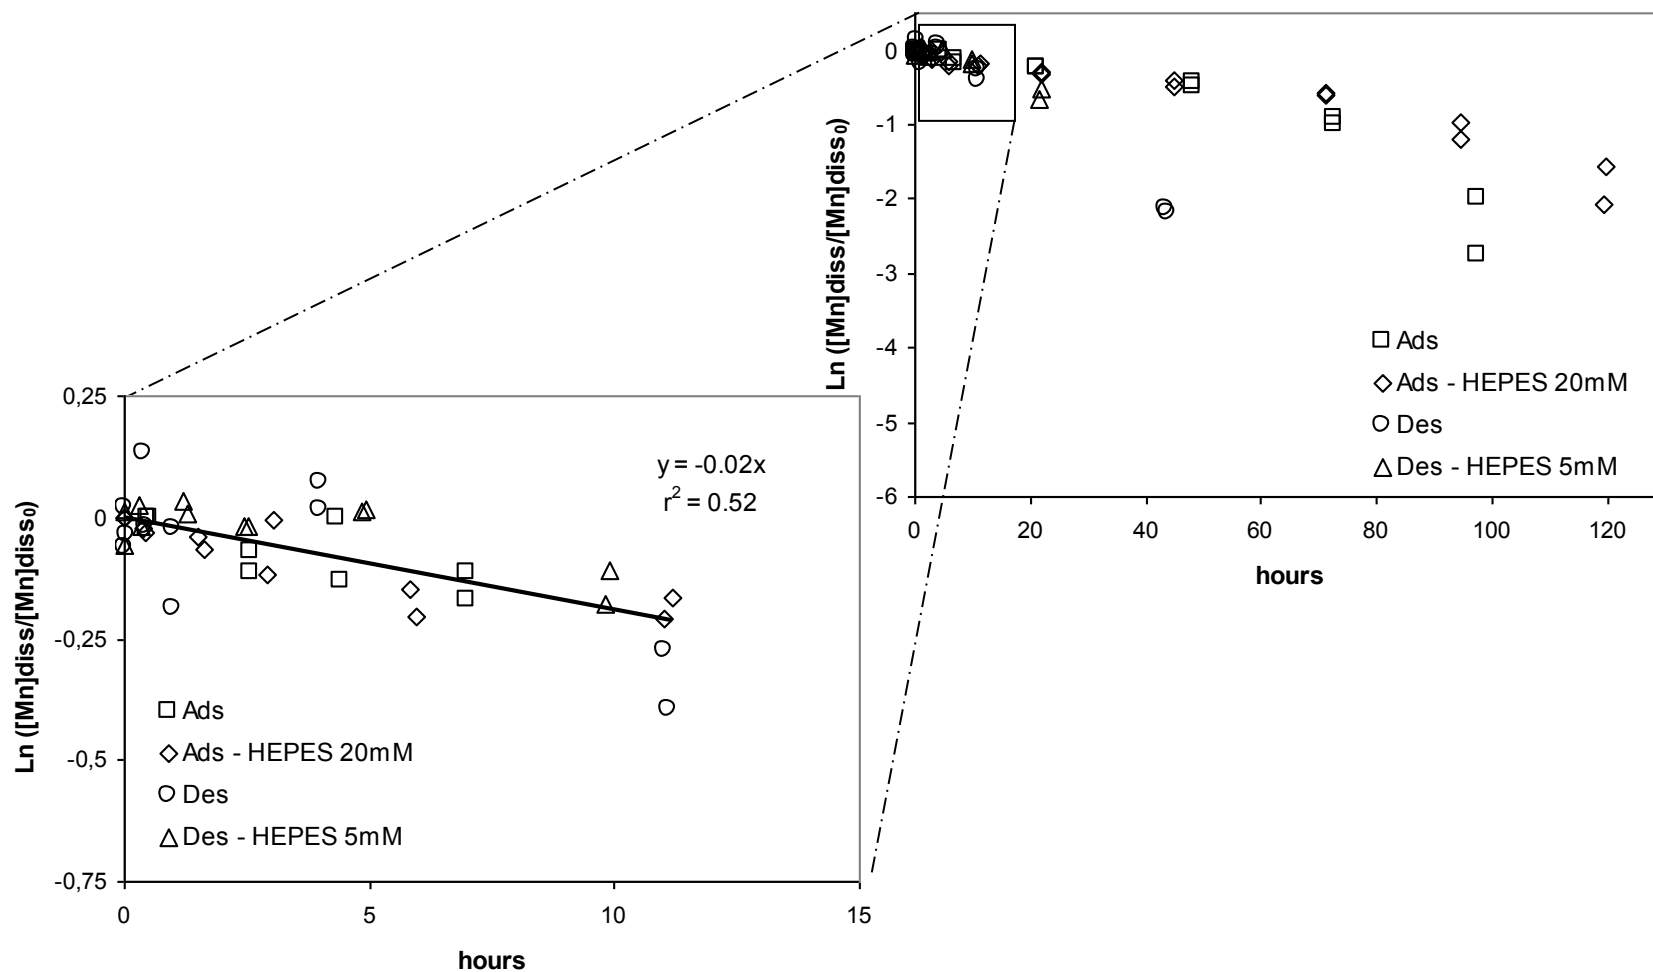 0
-1
-2
-3
-4
-5
-6
0
20
40
60
80
100
120
Ln ([Mn]diss/[Mn]diss0)
hours
Ads
Ads - HEPES 20mM
Des
Des - HEPES 5mM
0,25
0
-0,25
-0,5
-0,75
0
5
10
15
Ln ([Mn]diss/[Mn]diss0)
hours
y = -0.02x
r2 = 0.52
Ads
Ads - HEPES 20mM
Des
Des - HEPES 5mM